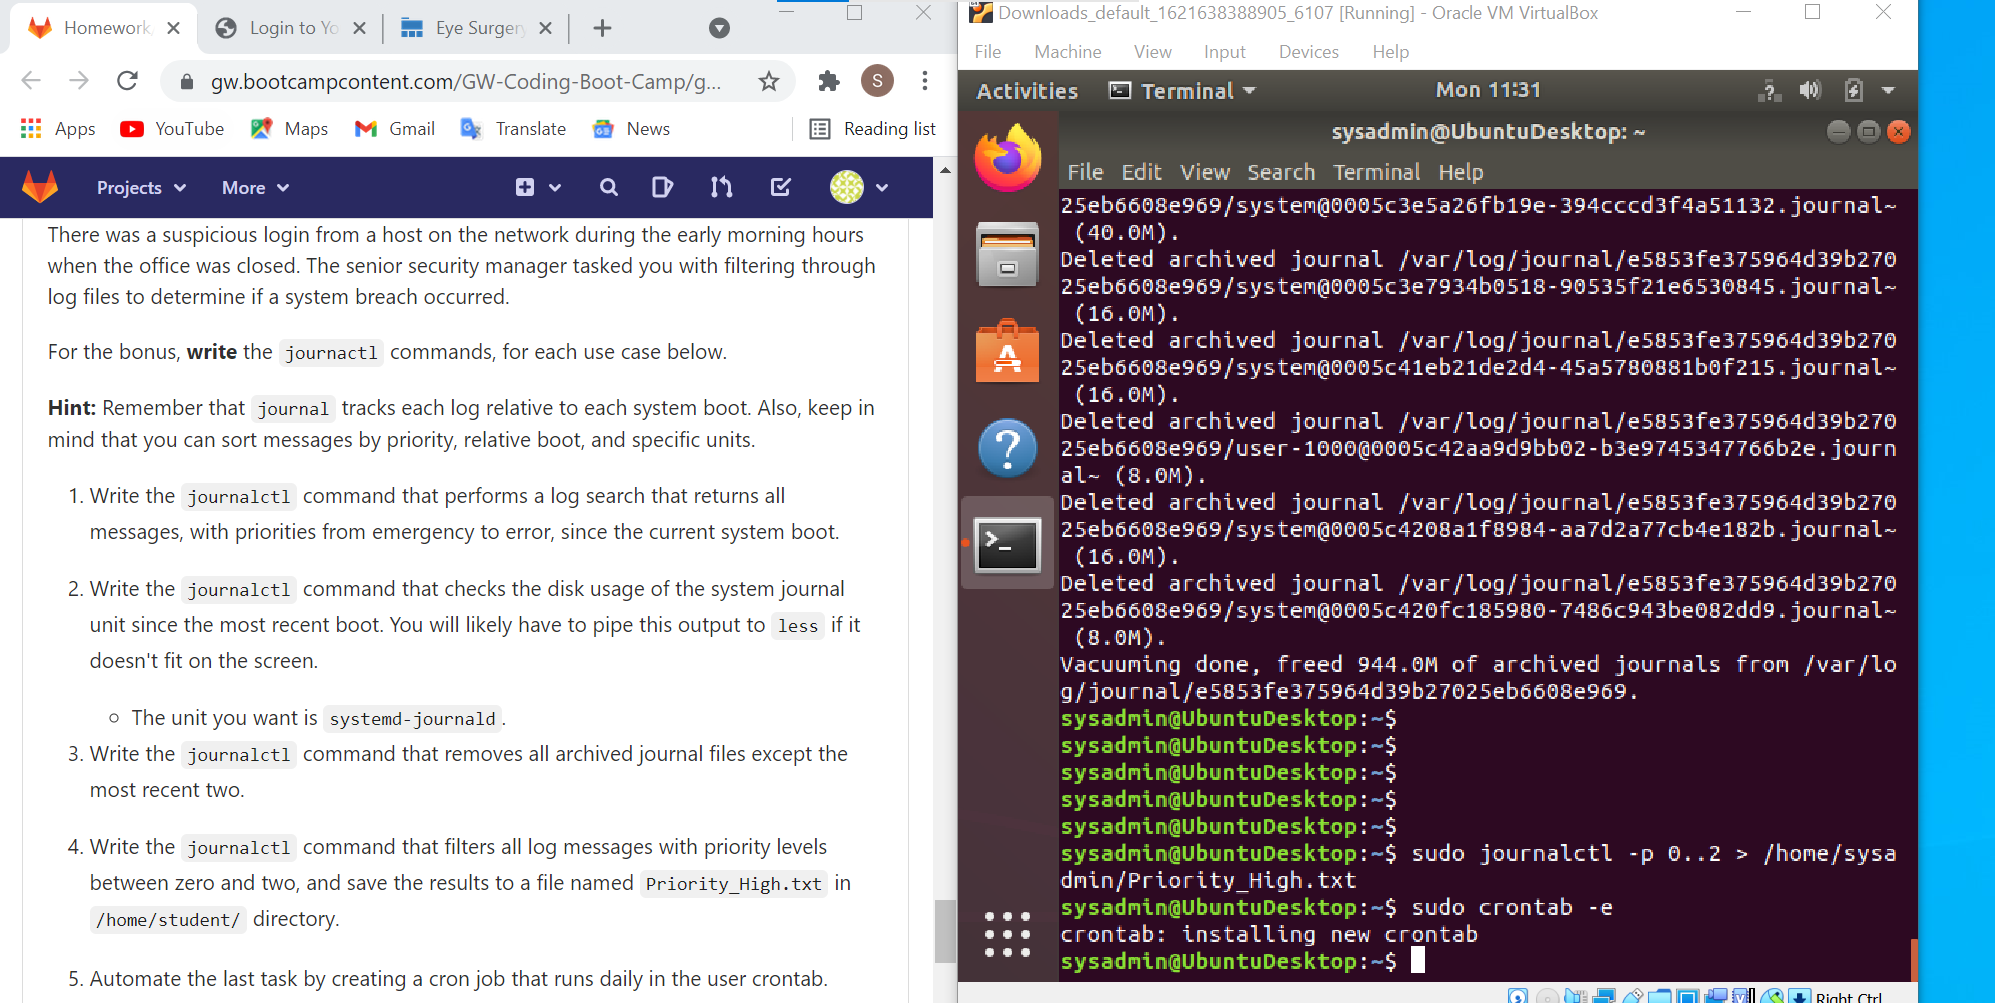 Homework
Login to Yo
Eye Surger
gw.bootcampcontent.com/GW-Coding-Boot-Camp/g...
S
Apps
YouTube
Maps
Gmail
Translate
News
Reading list
Projects
More
There was a suspicious login from a host on the network during the early morning hours
when the office was closed. The senior security manager tasked you with filtering through
log files to determine if a system breach occurred.
For the bonus, write the journactl commands, for each use case below.
Hint: Remember that journal tracks each log relative to each system boot. Also, keep in
mind that you can sort messages by priority, relative boot, and specific units.
1. Write the journalctl command that performs a log search that returns all
messages, with priorities from emergency to error, since the current system boot.
2. Write the journalctl command that checks the disk usage of the system journal
unit since the most recent boot. You will likely have to pipe this output to less if it
doesn't fit on the screen.
The unit you want is systemd-journald.
3. Write the journalctl command that removes all archived journal files except the
most recent two.
4. Write the journalctl command that filters all log messages with priority levels
between zero and two, and save the results to a file named Priority_High.txt in
/home/student/ directory.
5. Automate the last task by creating a cron job that runs daily in the user crontab.
Downloads_default_1621638388905_6107 [Running] - Oracle VM VirtualBox
File Machine View Input Devices Help
Activities
Terminal
Mon 11:31
sysadmin@UbuntuDesktop: ~
File Edit View Search Terminal Help
25eb6608e969/system@0005c3e5a26fb19e-394cccd3f4a51132.journal~
(40.0M).
Deleted archived journal /var/log/journal/e5853fe375964d39b270
25eb6608e969/system@0005c3e7934b0518-90535f21e6530845.journal~
(16.0M).
Deleted archived journal /var/log/journal/e5853fe375964d39b270
25eb6608e969/system@0005c41eb21de2d4-45a5780881b0f215.journal~
(16.0M).
Deleted archived journal /var/log/journal/e5853fe375964d39b270
25eb6608e969/user-1000@0005c42aa9d9bb02-b3e9745347766b2e.journ
al~ (8.0M).
Deleted archived journal /var/log/journal/e5853fe375964d39b270
25eb6608e969/system@0005c4208a1f8984-aa7d2a77cb4e182b.journal~
(16.0M).
Deleted archived journal /var/log/journal/e5853fe375964d39b270
25eb6608e969/system@0005c420fc185980-7486c943be082dd9.journal~
(8.0M).
Vacuuming done, freed 944.0M of archived journals from /var/lo
g/journal/e5853fe375964d39b27025eb6608e969.
sysadmin@UbuntuDesktop:~$
sysadmin@UbuntuDesktop:~$
sysadmin@UbuntuDesktop:~$
sysadmin@UbuntuDesktop:~$
sysadmin@UbuntuDesktop:~$
sysadmin@UbuntuDesktop:~$ sudo journalctl -p 0..2 > /home/sysa
dmin/Priority_High.txt
sysadmin@UbuntuDesktop:~$ sudo crontab -e
crontab: installing new crontab
sysadmin@UbuntuDesktop:~$
Right Ctrl